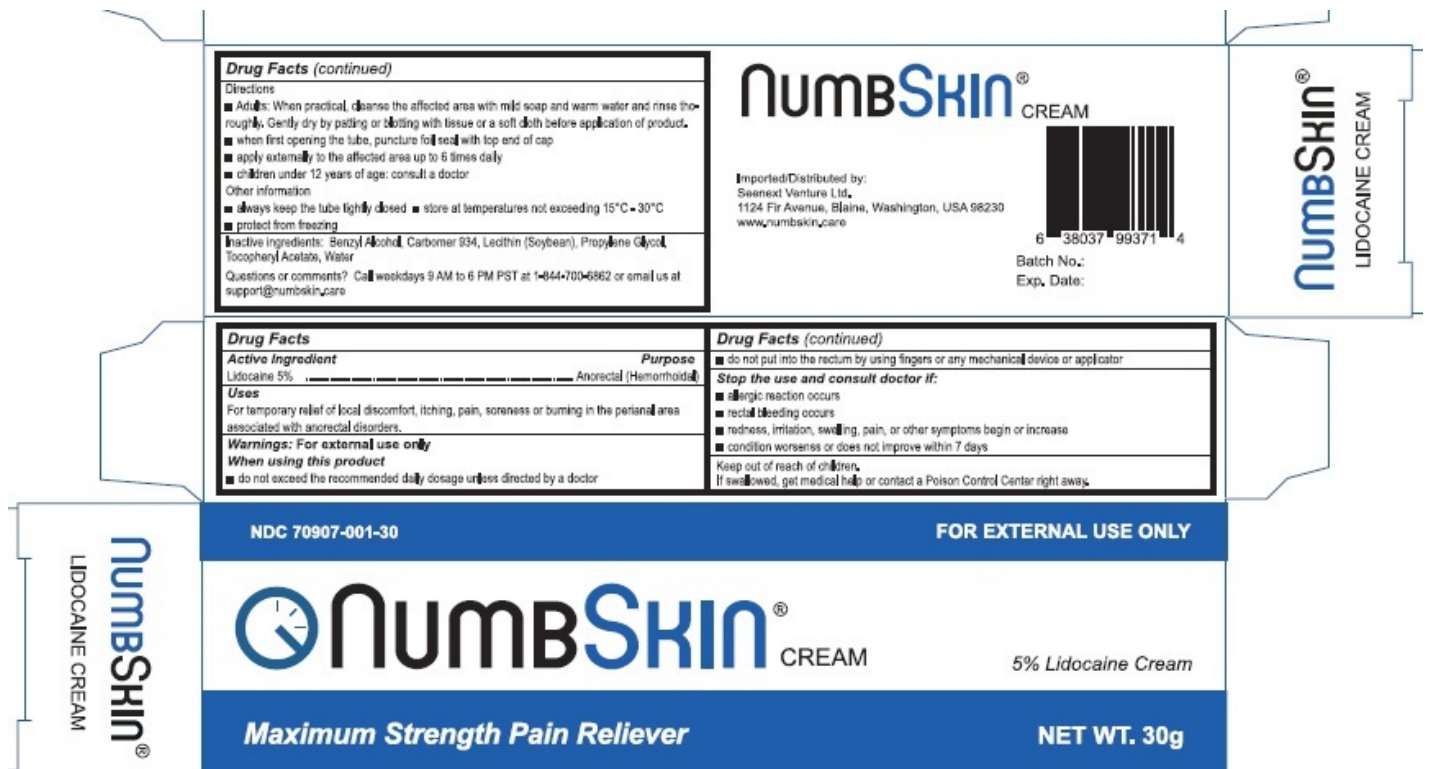 Drug Facts (continued)
Directions
■ Adults: When practical, cleanse the affected area with mild soap and warm water and rinse tho-
roughly. Gently dry by patting or blotting with tissue or a soft cloth before application of product.
■ when first opening the tube, puncture foil seal with top end of cap
■ apply externally to the affected area up to 6 times daily
■ children under 12 years of age: consult a doctor
Other information
■ always keep the tube tightly closed ■ store at temperatures not exceeding 15°C - 30°C
■ protect from freezing
Inactive ingredients: Benzyl Alcohol, Carbomer 934, Lecithin (Soybean), Propylene Glycol,
Tocopheryl Acetate, Water
Questions or comments? Call weekdays 9 AM to 6 PM PST at 1-844-700-6862 or email us at
support@numbskin.care
NUMBSKIN®
CREAM
Imported/Distributed by:
Seenext Venture Ltd.
1124 Fir Avenue, Blaine, Washington, USA 98230
www.numbskin.care
6 38037 99371 4
Batch No.:
Exp. Date:
NUMBSKIN®
LIDOCAINE CREAM
Drug Facts
Active Ingredient Purpose
Lidocaine 5% Anorectal (Hemorrhoidal)
Uses
For temporary relief of local discomfort, itching, pain, soreness or burning in the perianal area
associated with anorectal disorders.
Warnings: For external use only
When using this product
■ do not exceed the recommended daily dosage unless directed by a doctor
Drug Facts (continued)
■ do not put into the rectum by using fingers or any mechanical device or applicator
Stop the use and consult doctor if:
■ allergic reaction occurs
■ rectal bleeding occurs
■ redness, irritation, swelling, pain, or other symptoms begin or increase
■ condition worsenss or does not improve within 7 days
Keep out of reach of children.
If swallowed, get medical help or contact a Poison Control Center right away.
NUMBSKIN®
LIDOCAINE CREAM
NDC 70907-001-30
FOR EXTERNAL USE ONLY
NUMBSKIN®
CREAM
5% Lidocaine Cream
Maximum Strength Pain Reliever
NET WT. 30g